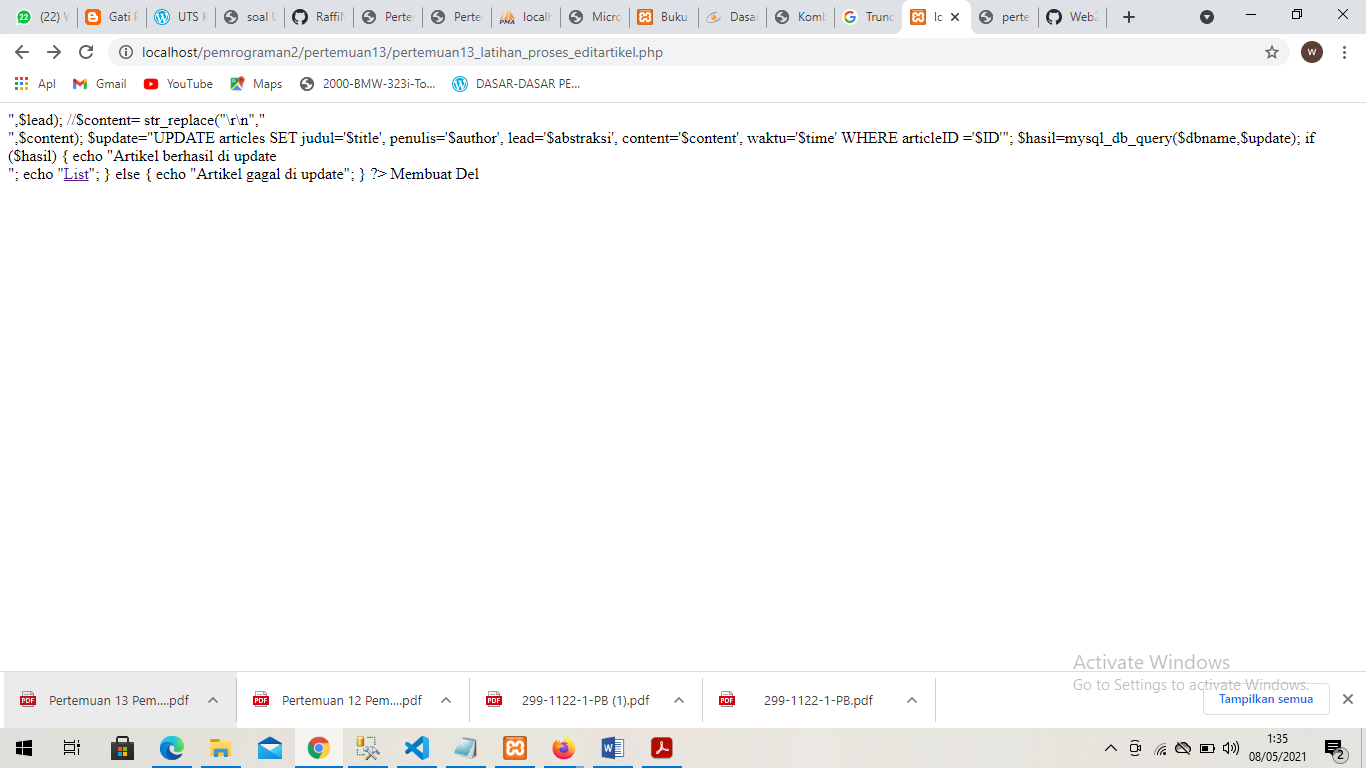 (22) V
Gati F
UTS K
soal U
RaffiN
Perte
Perte
localh
Micro
Buku
Dasa
Komb
Trunc
lo
perte
Web2
localhost/pemrograman2/pertemuan13/pertemuan13_latihan_proses_editartikel.php
W
Apl
Gmail
YouTube
Maps
2000-BMW-323i-To...
DASAR-DASAR PE...
",$lead); //$content= str_replace("\r\n","
",$content); $update="UPDATE articles SET judul='$title', penulis='$author', lead='$abstraksi', content='$content', waktu='$time' WHERE articleID ='$ID'"; $hasil=mysql_db_query($dbname,$update); if
($hasil) { echo "Artikel berhasil di update
"; echo "List"; } else { echo "Artikel gagal di update"; } ?> Membuat Del
Activate Windows
Go to Settings to activate Windows.
Pertemuan 13 Pem....pdf
Pertemuan 12 Pem....pdf
299-1122-1-PB (1).pdf
299-1122-1-PB.pdf
Tampilkan semua
1:35
08/05/2021
2